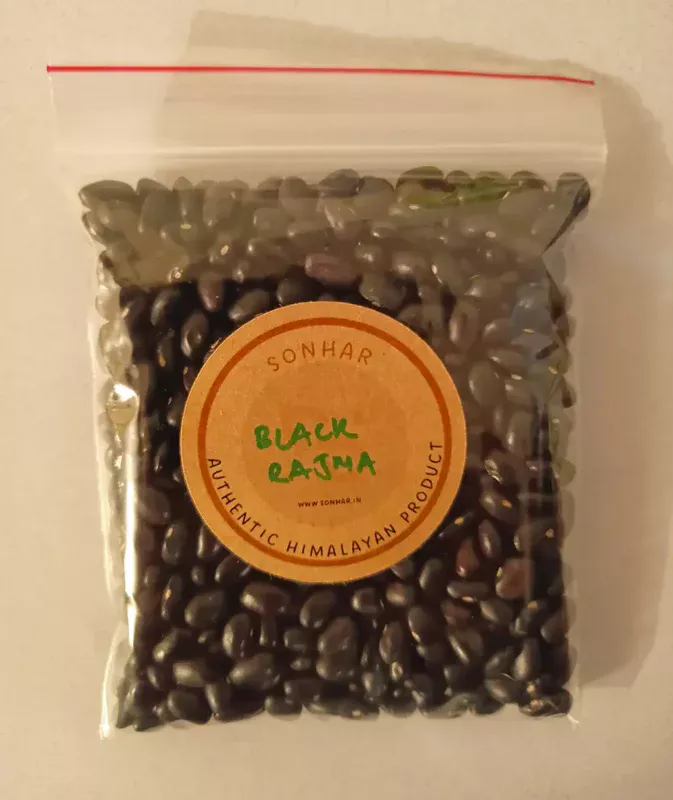 SONHAR
BLACK
RAJMA
WWW.SONHAR.IN
AUTHENTIC HIMALAYAN PRODUCT